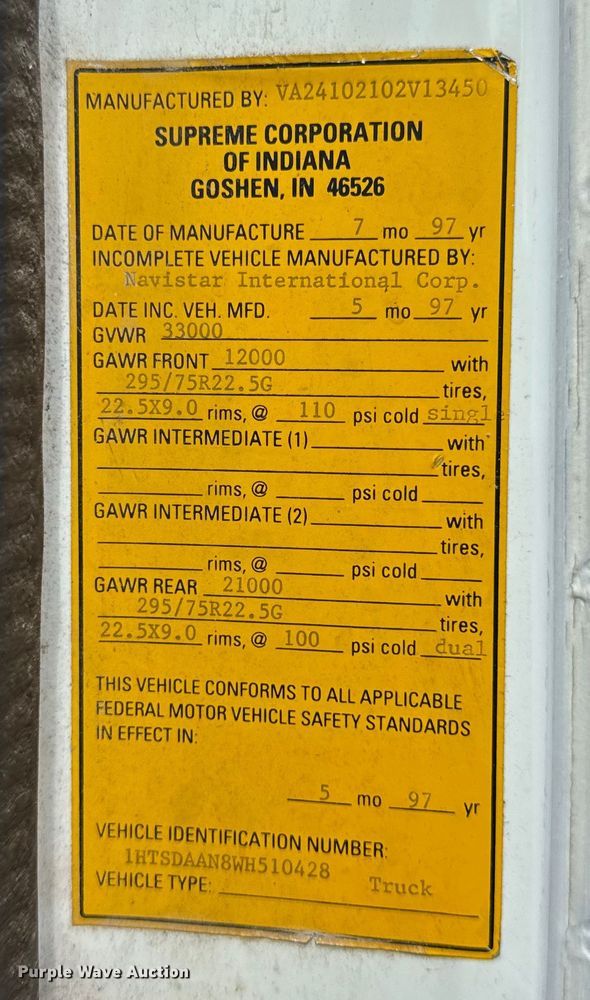 MANUFACTURED BY: VA24102102V13450
SUPREME CORPORATION
OF INDIANA
GOSHEN, IN 46526
DATE OF MANUFACTURE 7 mo 97 yr
INCOMPLETE VEHICLE MANUFACTURED BY:
Navistar International Corp.
DATE INC. VEH. MFD. 5 mo 97 yr
GVWR 33000
GAWR FRONT 12000 with
295/75R22.5G tires,
22.5X9.0 rims, @ 110 psi cold singl
GAWR INTERMEDIATE (1) with
tires,
rims, @ psi cold
GAWR INTERMEDIATE (2) with
tires,
rims, @ psi cold
GAWR REAR 21000 with
295/75R22.5G tires,
22.5X9.0 rims, @ 100 psi cold dual
THIS VEHICLE CONFORMS TO ALL APPLICABLE
FEDERAL MOTOR VEHICLE SAFETY STANDARDS
IN EFFECT IN:
5 mo 97 yr
VEHICLE IDENTIFICATION NUMBER:
1HTSDAAN8WH510428
VEHICLE TYPE: Truck
Purple Wave Auction